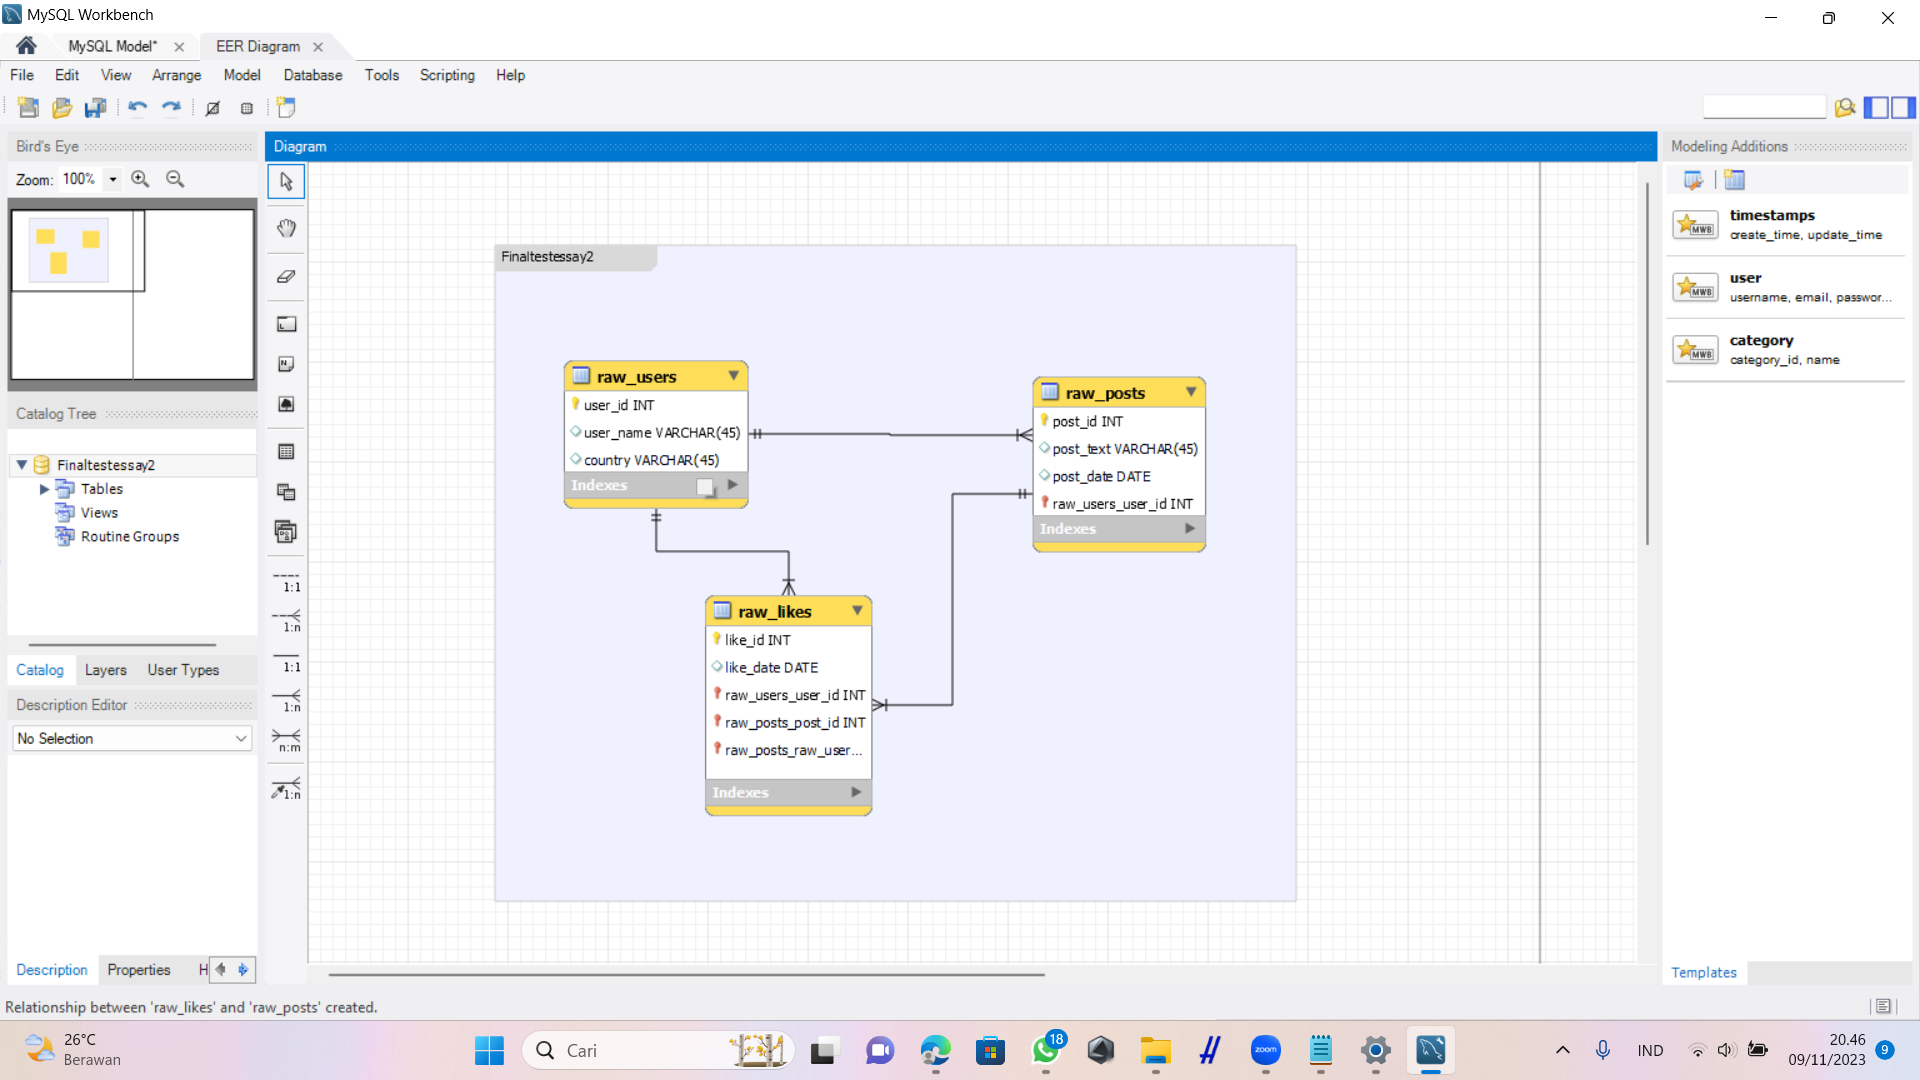 MySQL Workbench
MySQL Model*
EER Diagram
File Edit View Arrange Model Database Tools Scripting Help
Bird's Eye
Zoom: 100%
Diagram
Modeling Additions
timestamps
create_time, update_time
user
username, email, passwor...
category
category_id, name
Templates
Finaltestessay2
raw_users
user_id INT
user_name VARCHAR(45)
country VARCHAR(45)
Indexes
raw_posts
post_id INT
post_text VARCHAR(45)
post_date DATE
raw_users_user_id INT
Indexes
raw_likes
like_id INT
like_date DATE
raw_users_user_id INT
raw_posts_post_id INT
raw_posts_raw_user...
Indexes
1:1
1:n
1:1
1:n
n:m
1:n
Catalog Tree
Finaltestessay2
Tables
Views
Routine Groups
Catalog Layers User Types
Description Editor
No Selection
Description Properties H
Relationship between 'raw_likes' and 'raw_posts' created.
26°C
Berawan
Cari
18
zoom
IND
20.46
09/11/2023
9
MWB
MWB
MWB